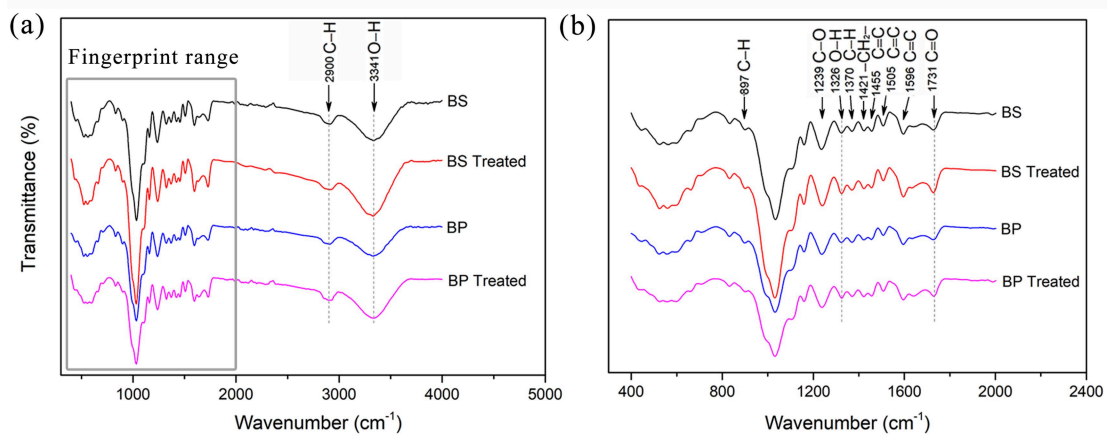 (a)
Fingerprint range
2900 C–H
3341 O–H
BS
BS Treated
BP
BP Treated
Transmittance (%)
1000 2000 3000 4000 5000
Wavenumber (cm⁻¹)
(b)
897 C–H
1239 C–O
1326 O–H
1370 C–H
1421 –CH₂–
1455 C=C
1505 C=C
1596 C=C
1731 C=O
BS
BS Treated
BP
BP Treated
400 800 1200 1600 2000 2400
Wavenumber (cm⁻¹)